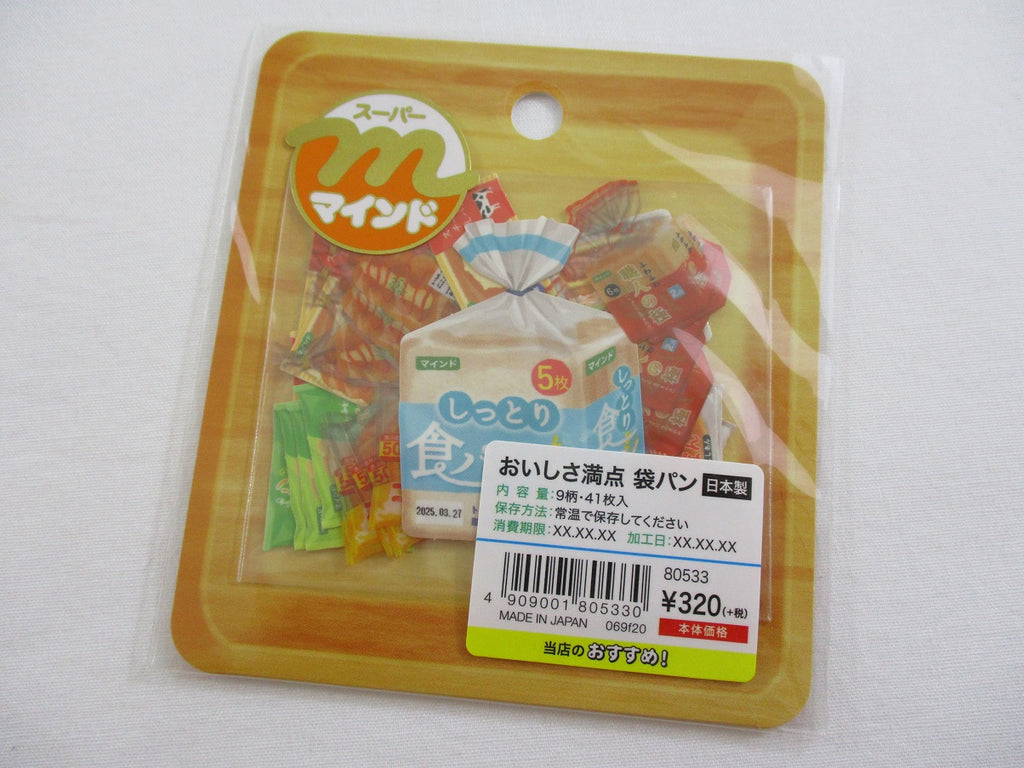 スーパー
m
マインド
マインド
マインド
5枚
しっとり
しっとり
食パ
食
2025.03.27
50
おいしさ満点 袋パン 日本製
内容量:9柄・41枚入
保存方法:常温で保存してください
消費期限:XX.XX.XX 加工日:XX.XX.XX
80533
¥320(+税)
本体価格
4 909001 805330
MADE IN JAPAN 069f20
当店のおすすめ!